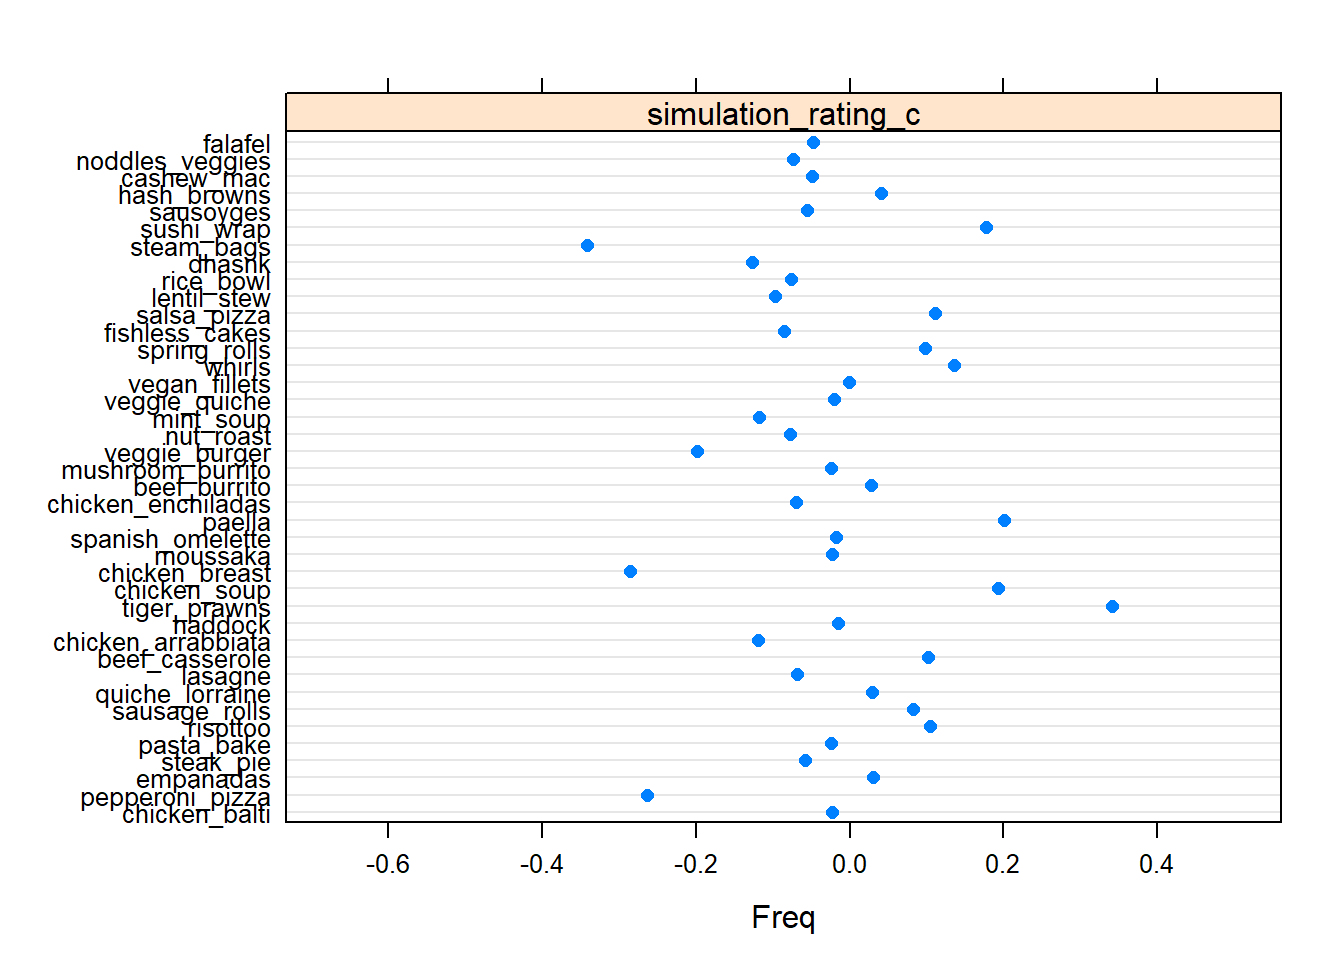 simulation_rating_c
falafel
noddles_veggies
cashew_mac
hash_browns
sausoyges
sushi_wrap
steam_bags
dhashk
rice_bowl
lentil_stew
salsa_pizza
fishless_cakes
spring_rolls
whirls
vegan_fillets
veggie_quiche
mint_soup
nut_roast
veggie_burger
mushroom_burrito
beef_burrito
chicken_enchiladas
paella
spanish_omelette
moussaka
chicken_breast
chicken_soup
tiger_prawns
haddock
chicken_arrabbiata
beef_casserole
lasagne
quiche_lorraine
sausage_rolls
risottoo
pasta_bake
steak_pie
empanadas
pepperoni_pizza
chicken_balti
-0.6 -0.4 -0.2 0.0 0.2 0.4
Freq